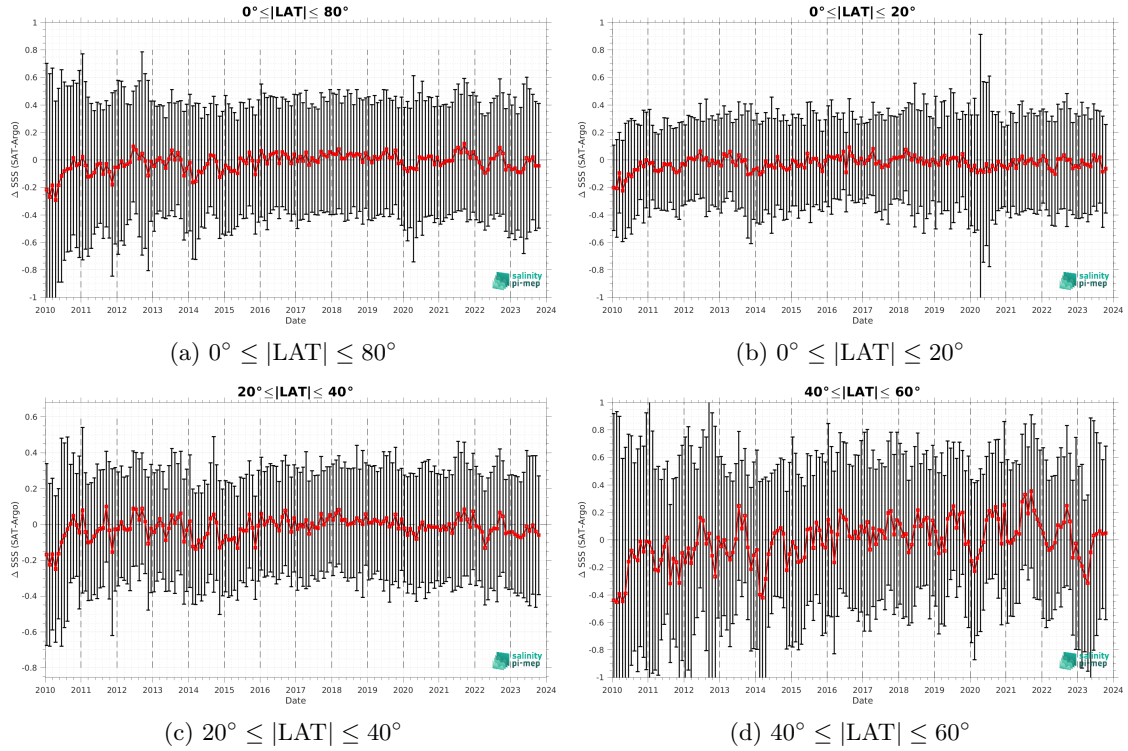 0°≤|LAT|≤ 80°
1
0.8
0.6
0.4
0.2
0
-0.2
-0.4
-0.6
-0.8
-1
Δ SSS (SAT-Argo)
2010 2011 2012 2013 2014 2015 2016 2017 2018 2019 2020 2021 2022 2023 2024
Date
salinity
pi-mep
(a) 0° ≤ |LAT| ≤ 80°
0°≤|LAT|≤ 20°
1
0.8
0.6
0.4
0.2
0
-0.2
-0.4
-0.6
-0.8
-1
Δ SSS (SAT-Argo)
2010 2011 2012 2013 2014 2015 2016 2017 2018 2019 2020 2021 2022 2023 2024
Date
salinity
pi-mep
(b) 0° ≤ |LAT| ≤ 20°
20°≤|LAT|≤ 40°
0.6
0.4
0.2
0
-0.2
-0.4
-0.6
-0.8
Δ SSS (SAT-Argo)
2010 2011 2012 2013 2014 2015 2016 2017 2018 2019 2020 2021 2022 2023 2024
Date
salinity
pi-mep
(c) 20° ≤ |LAT| ≤ 40°
40°≤|LAT|≤ 60°
1
0.8
0.6
0.4
0.2
0
-0.2
-0.4
-0.6
-0.8
-1
Δ SSS (SAT-Argo)
2010 2011 2012 2013 2014 2015 2016 2017 2018 2019 2020 2021 2022 2023 2024
Date
salinity
pi-mep
(d) 40° ≤ |LAT| ≤ 60°